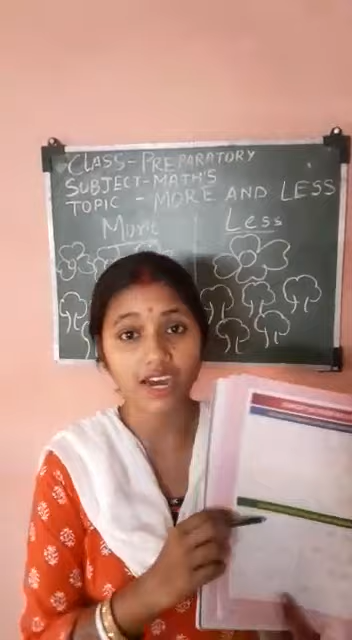 CLASS-PREPARATORY
SUBJECT-MATH'S
TOPIC - MORE AND LESS
More
Less